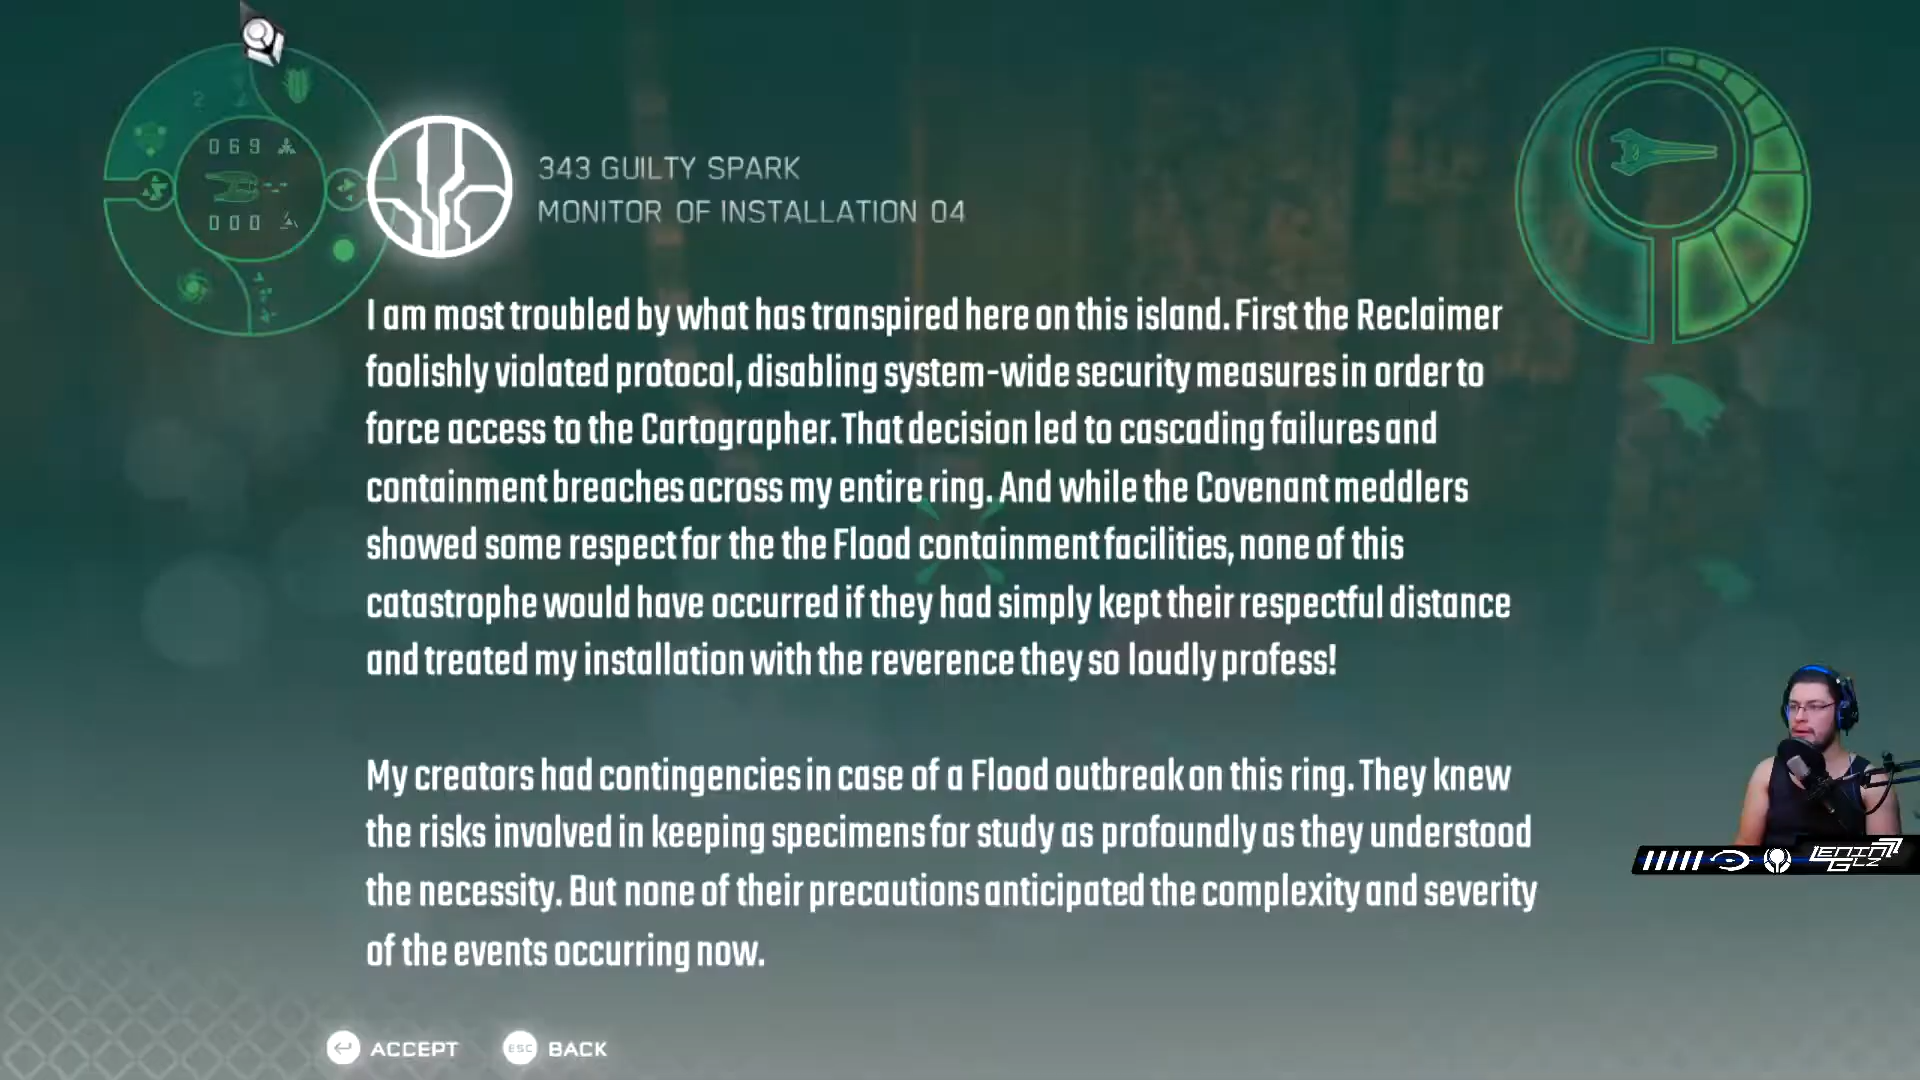 2
069
000
343 GUILTY SPARK
MONITOR OF INSTALLATION 04
I am most troubled by what has transpired here on this island. First the Reclaimer
foolishly violated protocol, disabling system-wide security measures in order to
force access to the Cartographer. That decision led to cascading failures and
containment breaches across my entire ring. And while the Covenant meddlers
showed some respect for the the Flood containment facilities, none of this
catastrophe would have occurred if they had simply kept their respectful distance
and treated my installation with the reverence they so loudly profess!
My creators had contingencies in case of a Flood outbreak on this ring. They knew
the risks involved in keeping specimens for study as profoundly as they understood
the necessity. But none of their precautions anticipated the complexity and severity
of the events occurring now.
LENIN
GLZ
ACCEPT
ESC BACK